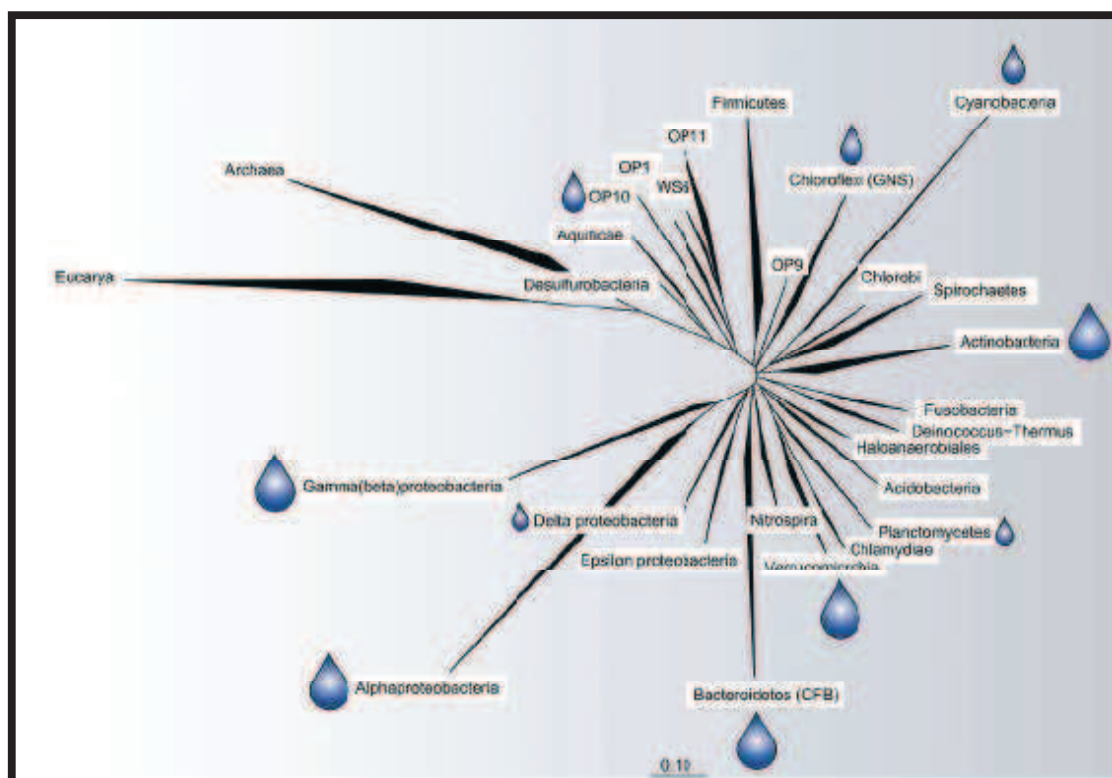 Cyanobacteria
Firmicutes
OP11
Archaea
OP1
Chloroflexi (GNS)
WS6
OP10
Aquificae
OP9
Eucarya
Desulfurobacteria
Chlorobi
Spirochaetes
Actinobacteria
Fusobacteria
Deinococcus-Thermus
Haloanaerobiales
Gamma(beta)proteobacteria
Acidobacteria
Delta proteobacteria
Nitrospira
Planctomycetes
Chlamydiae
Epsilon proteobacteria
Verrucomicrobia
Alphaproteobacteria
Bacteroidetes (CFB)
0.10